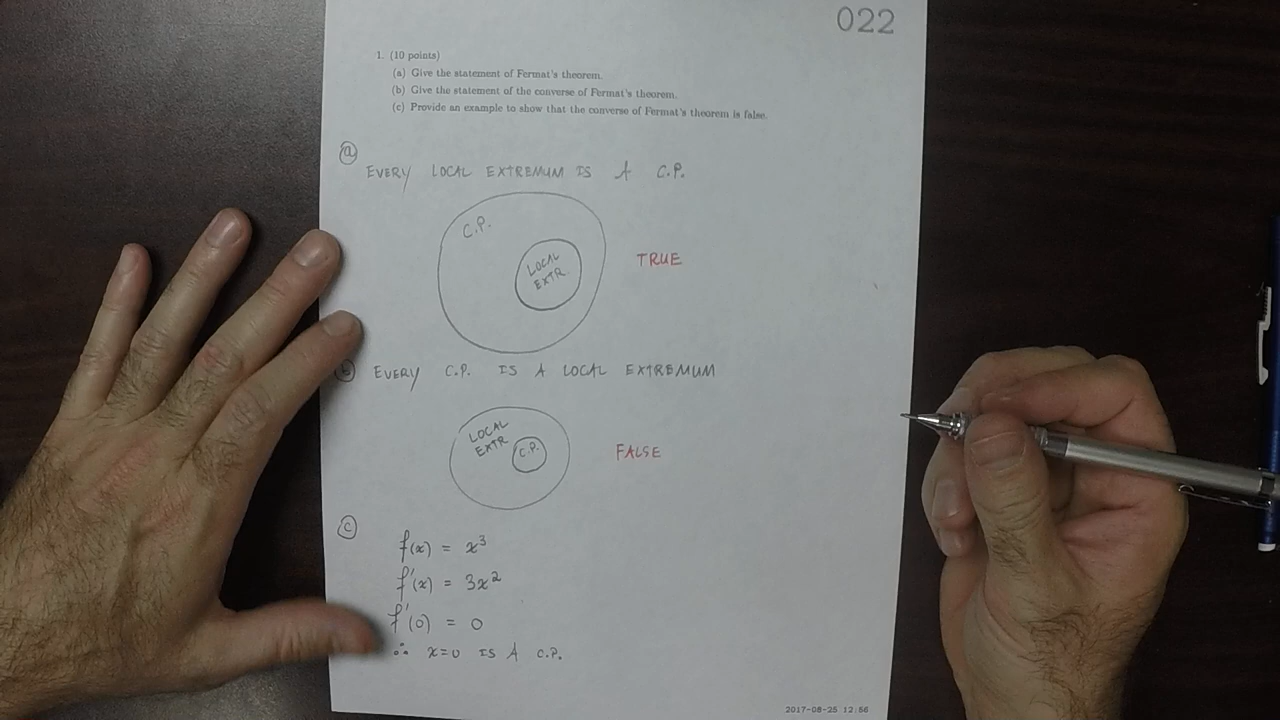 022
1. (10 points)
(a) Give the statement of Fermat's theorem.
(b) Give the statement of the converse of Fermat's theorem.
(c) Provide an example to show that the converse of Fermat's theorem is false.
ⓐ
EVERY LOCAL EXTREMUM IS A C.P.
C.P.
LOCAL
EXTR.
TRUE
ⓑ EVERY C.P. IS A LOCAL EXTREMUM
LOCAL
EXTR
C.P.
FALSE
ⓒ
f(x) = x³
f'(x) = 3x²
f'(0) = 0
∴ x=0 IS A C.P.
2017-08-25 12:56